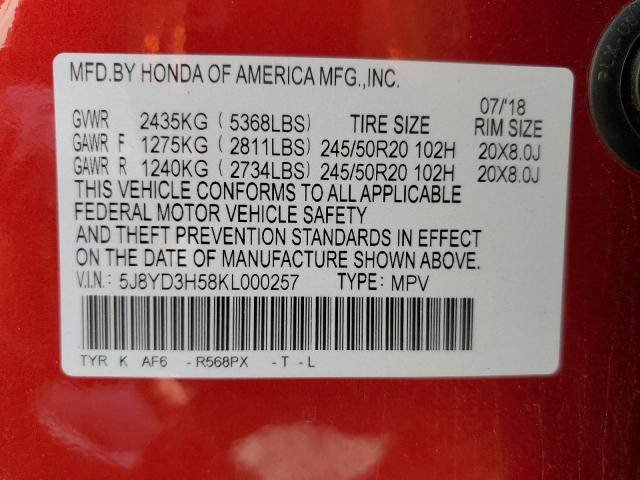 MFD.BY HONDA OF AMERICA MFG.,INC.
07/'18
GVWR 2435KG ( 5368LBS) TIRE SIZE RIM SIZE
GAWR F 1275KG ( 2811LBS) 245/50R20 102H 20X8.0J
GAWR R 1240KG ( 2734LBS) 245/50R20 102H 20X8.0J
THIS VEHICLE CONFORMS TO ALL APPLICABLE
FEDERAL MOTOR VEHICLE SAFETY
AND THEFT PREVENTION STANDARDS IN EFFECT
ON THE DATE OF MANUFACTURE SHOWN ABOVE.
V.I.N.: 5J8YD3H58KL000257 TYPE: MPV
TYR K AF6 - R568PX - T - L